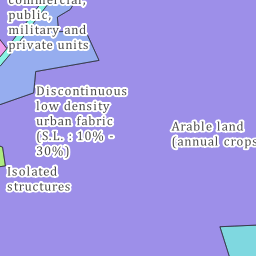 commercial,
public,
military and
private units
Discontinuous
low density
urban fabric
(S.L. : 10% -
30%)
Arable land
(annual crops
Isolated
structures